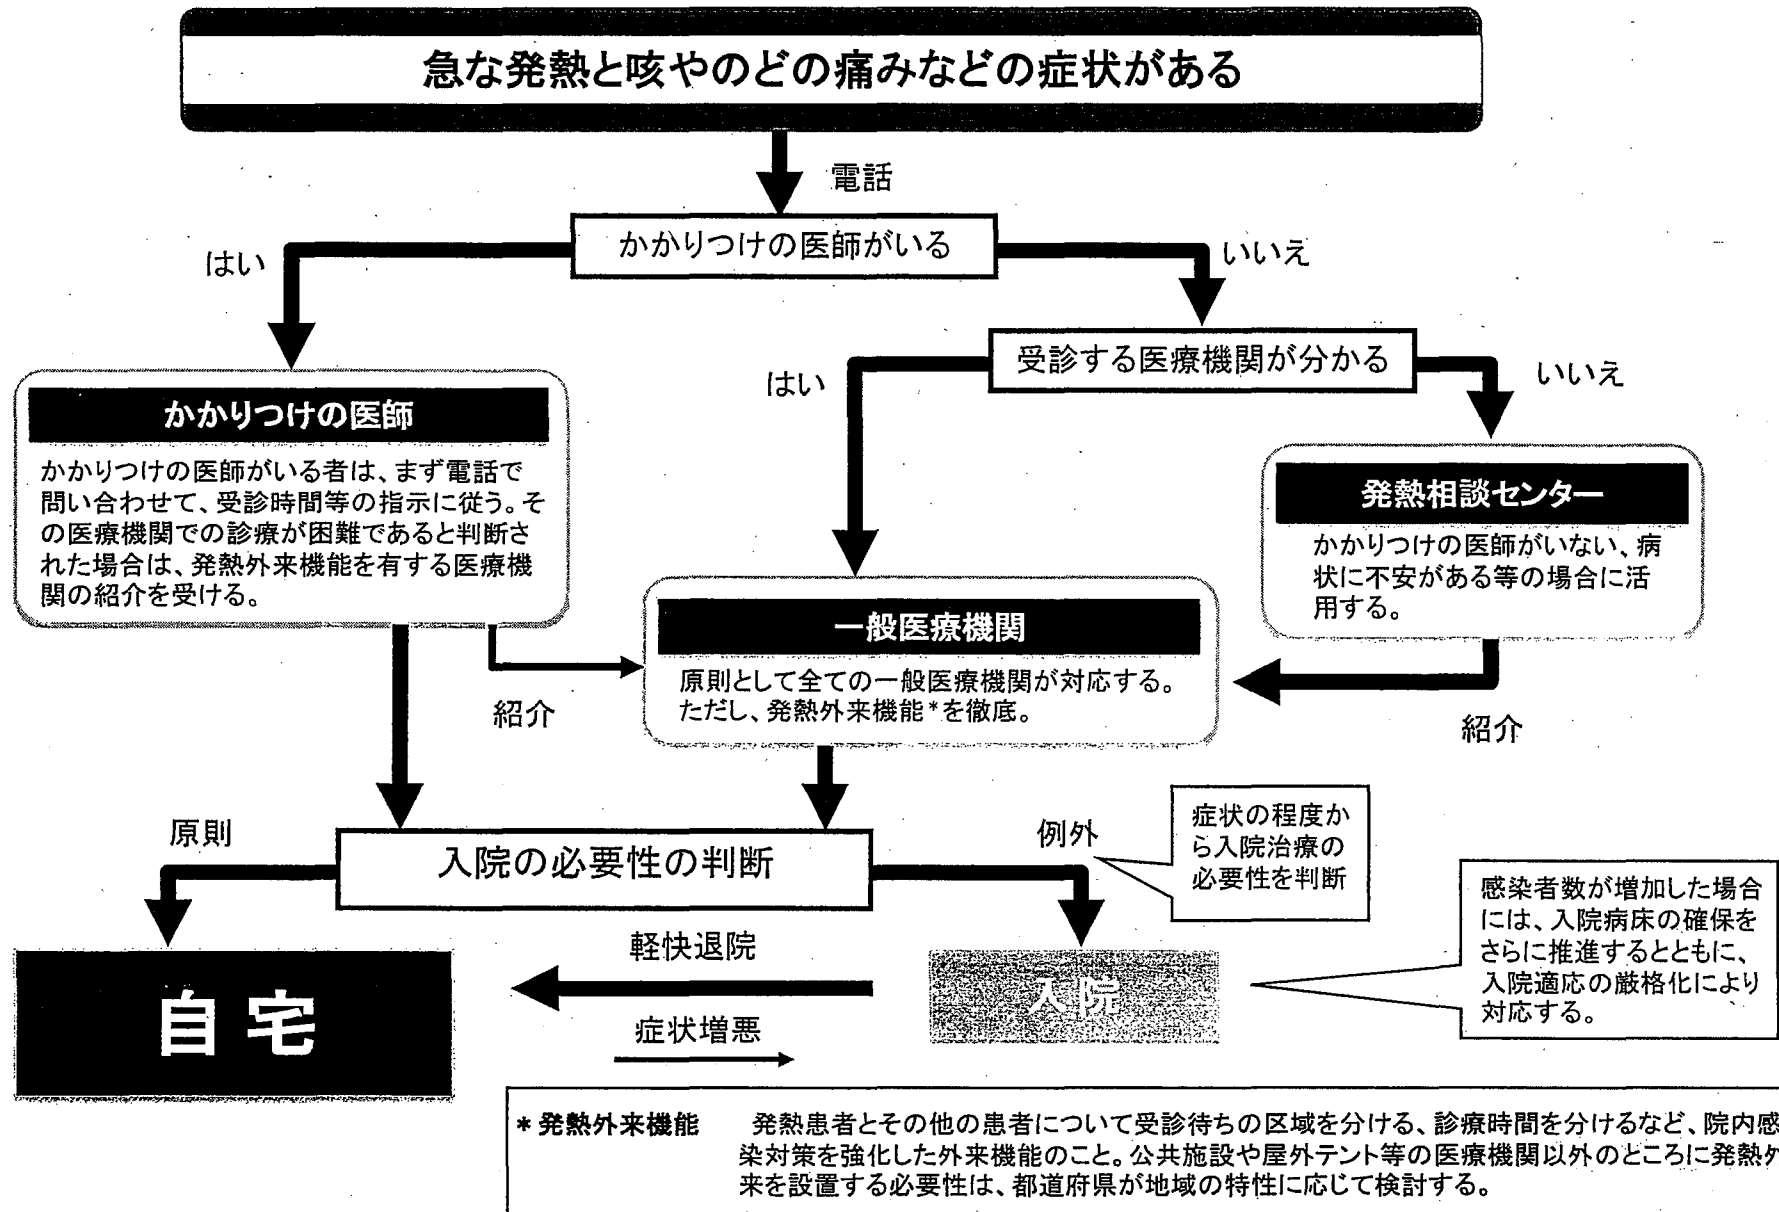 急な発熱と咳やのどの痛みなどの症状がある
電話
かかりつけの医師がいる
はい
いいえ
受診する医療機関が分かる
はい
いいえ
かかりつけの医師
かかりつけの医師がいる者は、まず電話で
問い合わせて、受診時間等の指示に従う。そ
の医療機関での診療が困難であると判断さ
れた場合は、発熱外来機能を有する医療機
関の紹介を受ける。
発熱相談センター
かかりつけの医師がいない、病
状に不安がある等の場合に活
用する。
一般医療機関
原則として全ての一般医療機関が対応する。
ただし、発熱外来機能*を徹底。
紹介
紹介
原則
入院の必要性の判断
例外
症状の程度か
ら入院治療の
必要性を判断
感染者数が増加した場合
には、入院病床の確保を
さらに推進するとともに、
入院適応の厳格化により
対応する。
自宅
軽快退院
症状増悪
入院
*発熱外来機能 発熱患者とその他の患者について受診待ちの区域を分ける、診療時間を分けるなど、院内感
染対策を強化した外来機能のこと。公共施設や屋外テント等の医療機関以外のところに発熱外
来を設置する必要性は、都道府県が地域の特性に応じて検討する。